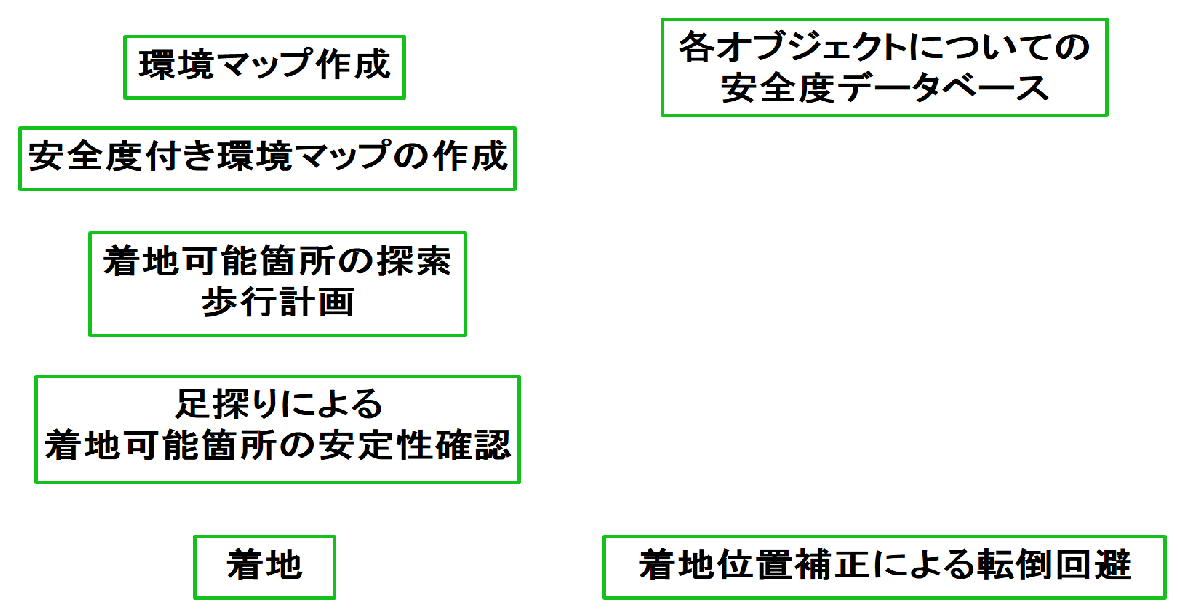 環境マップ作成
各オブジェクトについての
安全度データベース
安全度付き環境マップの作成
着地可能箇所の探索
歩行計画
足探りによる
着地可能箇所の安定性確認
着地
着地位置補正による転倒回避